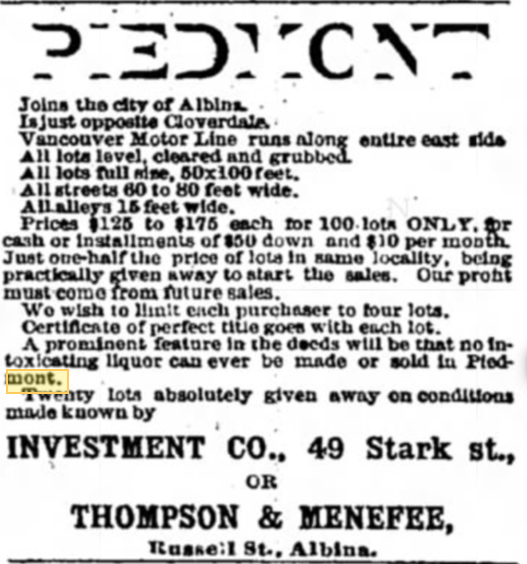 PIEDMONT
Joins the city of Albina.
Is just opposite Cloverdale.
Vancouver Motor Line runs along entire east side
All lots level, cleared and grubbed.
All lots full size, 50x100 feet.
All streets 60 to 80 feet wide.
All alleys 15 feet wide.
Prices $125 to $175 each for 100 lots ONLY, for
cash or installments of $50 down and $10 per month.
Just one-half the price of lots in same locality, being
practically given away to start the sales. Our profit
must come from future sales.
We wish to limit each purchaser to four lots.
Certificate of perfect title goes with each lot.
A prominent feature in the deeds will be that no in-
toxicating liquor can ever be made or sold in Pied-
mont.
Twenty lots absolutely given away on conditions
made known by
INVESTMENT CO., 49 Stark st.,
OR
THOMPSON & MENEFEE,
Russell St., Albina.